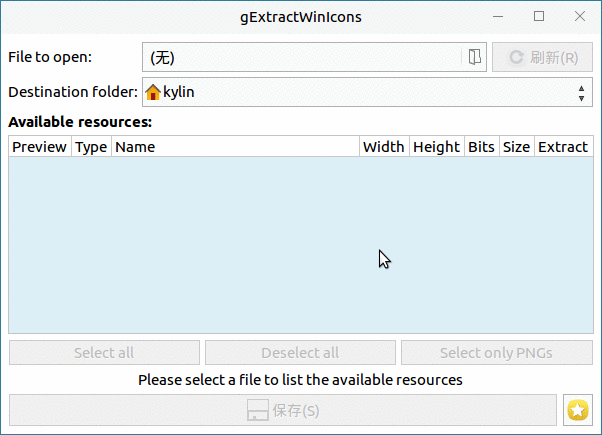 gExtractWinIcons
File to open: (无) 刷新(R)
Destination folder: kylin
Available resources:
Preview Type Name Width Height Bits Size Extract
Select all Deselect all Select only PNGs
Please select a file to list the available resources
保存(S)